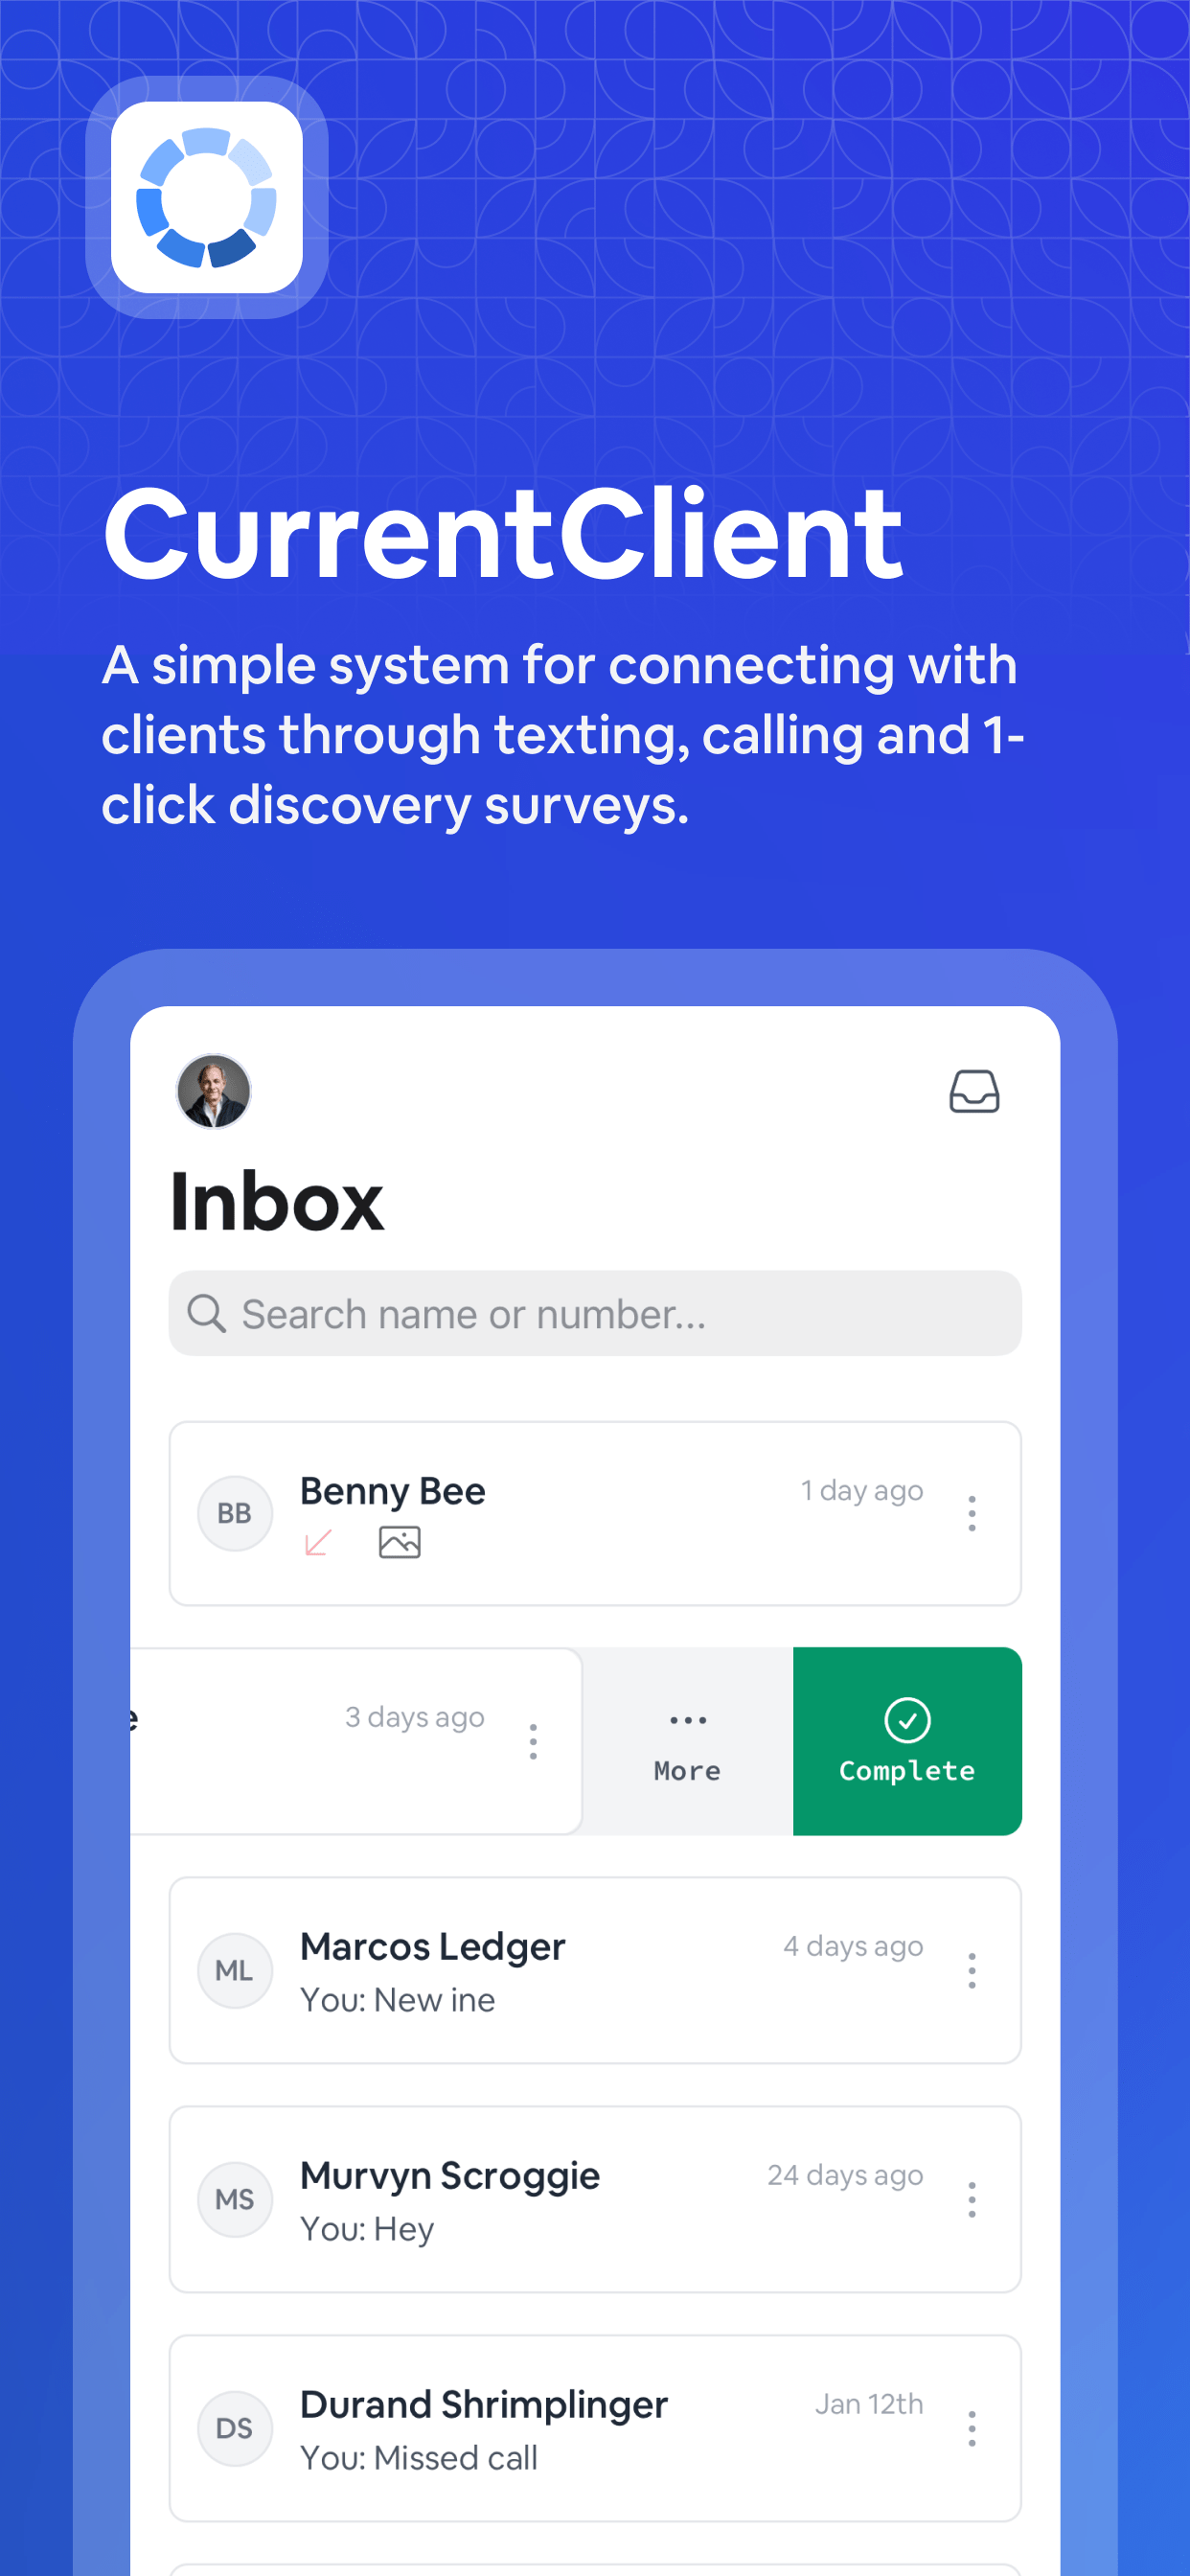 CurrentClient
A simple system for connecting with
clients through texting, calling and 1-
click discovery surveys.
Inbox
Search name or number...
BB
Benny Bee
1 day ago
e
3 days ago
More
Complete
ML
Marcos Ledger
4 days ago
You: New ine
MS
Murvyn Scroggie
24 days ago
You: Hey
DS
Durand Shrimplinger
Jan 12th
You: Missed call